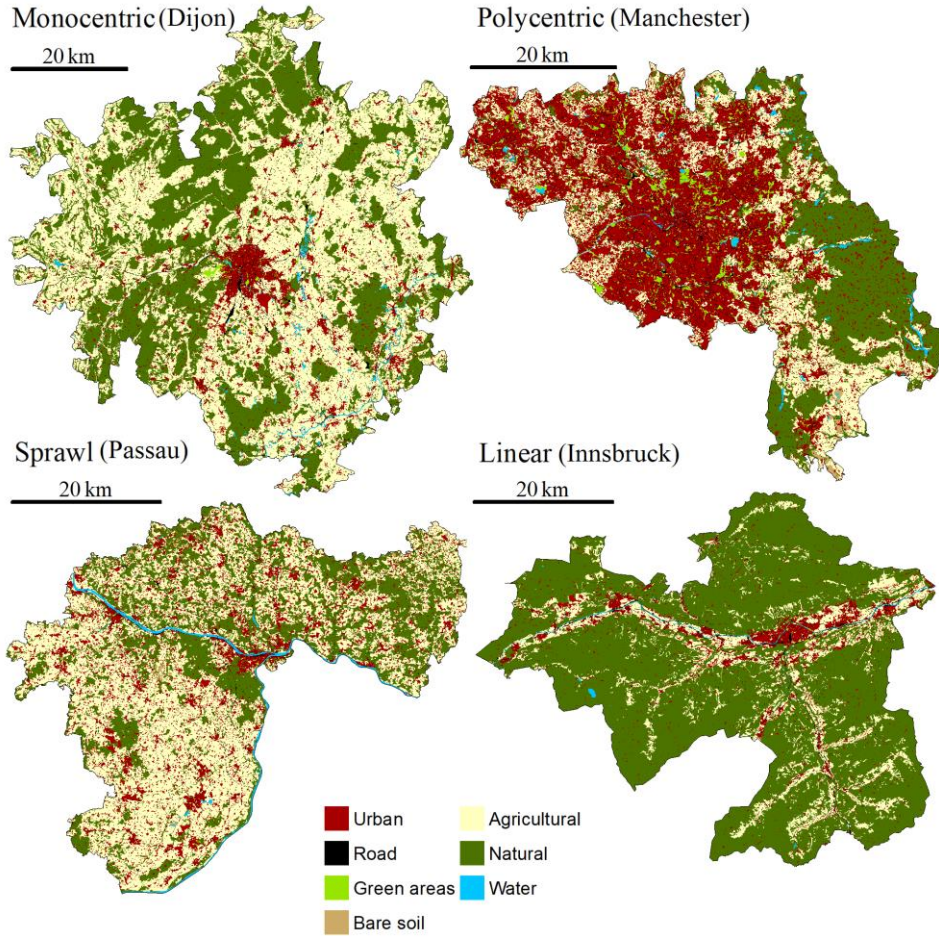 Monocentric (Dijon)
20 km
Polycentric (Manchester)
20 km
Sprawl (Passau)
20 km
Linear (Innsbruck)
20 km
Urban
Road
Green areas
Bare soil
Agricultural
Natural
Water